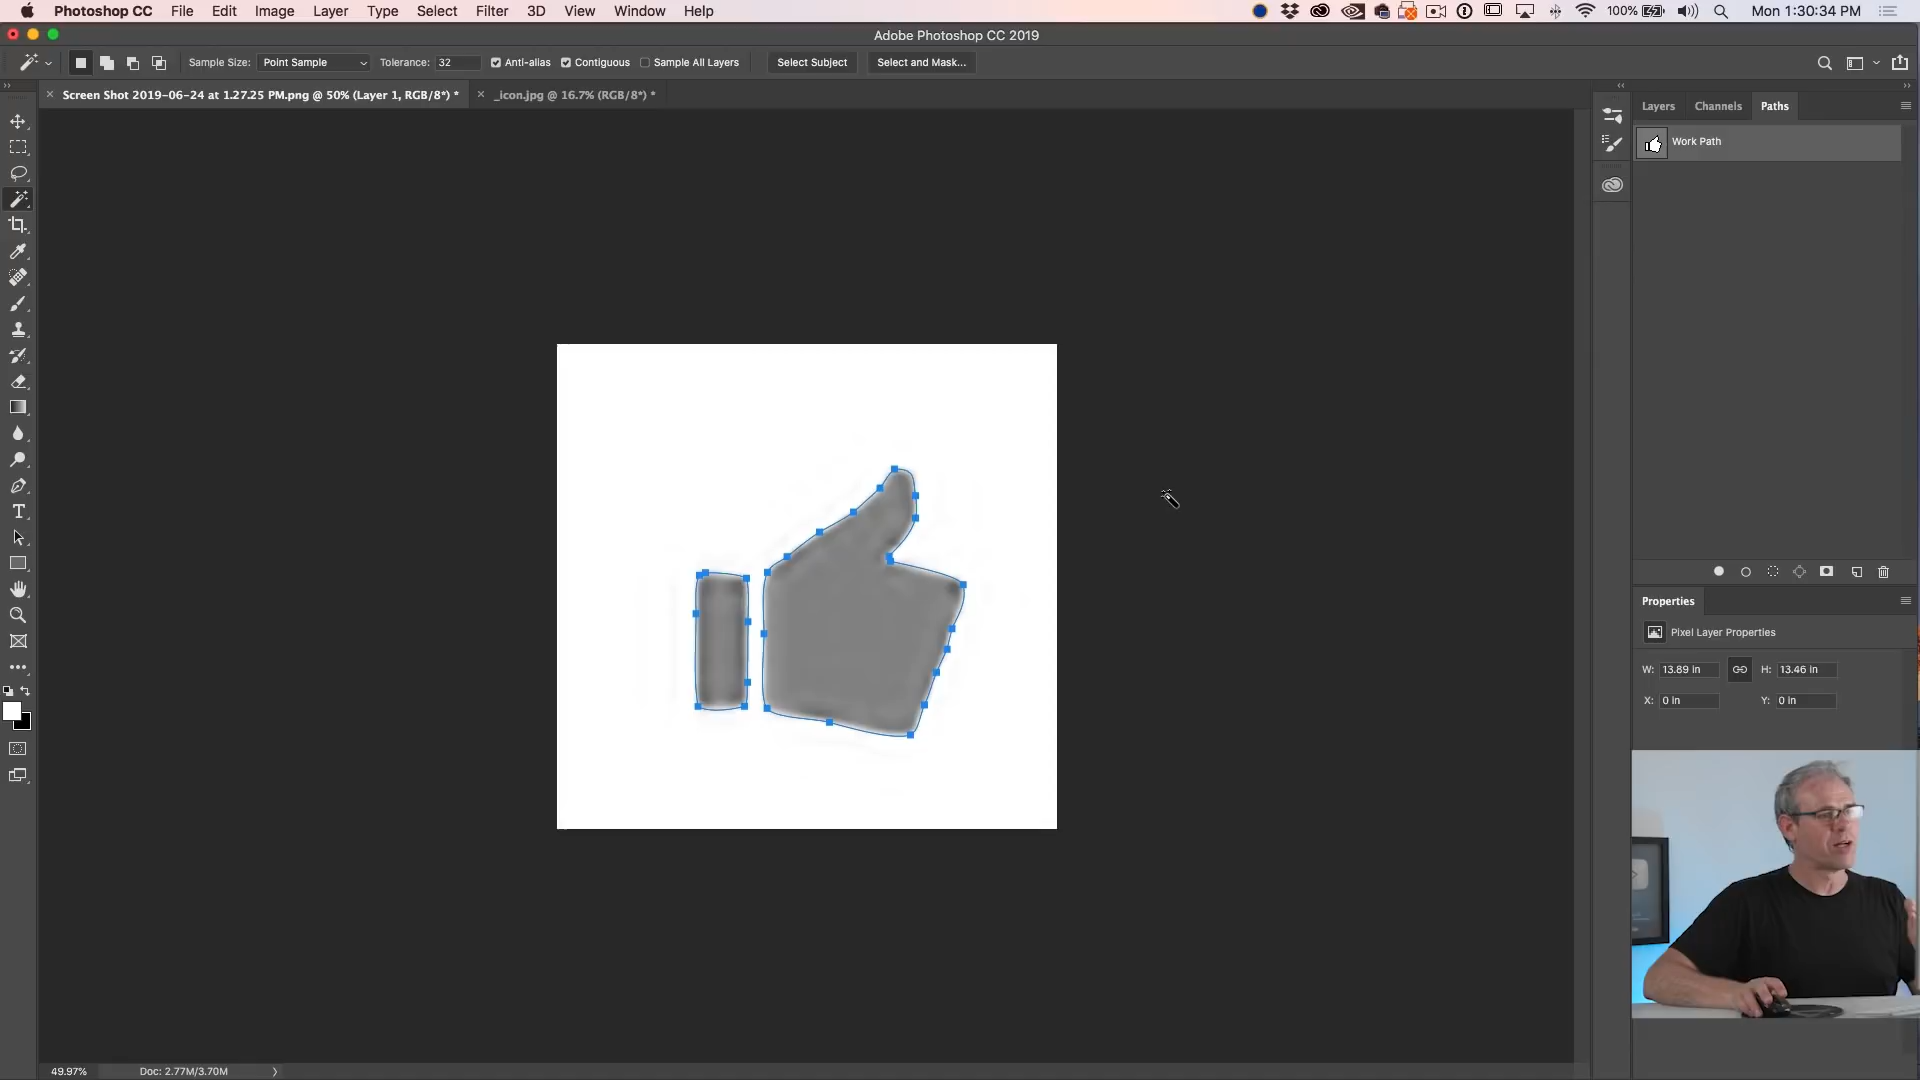 Photoshop CC File Edit Image Layer Type Select Filter 3D View Window Help 100% Mon 1:30:34 PM
Adobe Photoshop CC 2019
Sample Size: Point Sample Tolerance: 32 Anti-alias Contiguous Sample All Layers Select Subject Select and Mask...
Screen Shot 2019-06-24 at 1.27.25 PM.png @ 50% (Layer 1, RGB/8*) * _icon.jpg @ 16.7% (RGB/8*) *
Layers Channels Paths
Work Path
Properties
Pixel Layer Properties
W: 13.89 in H: 13.46 in
X: 0 in Y: 0 in
49.97% Doc: 2.77M/3.70M